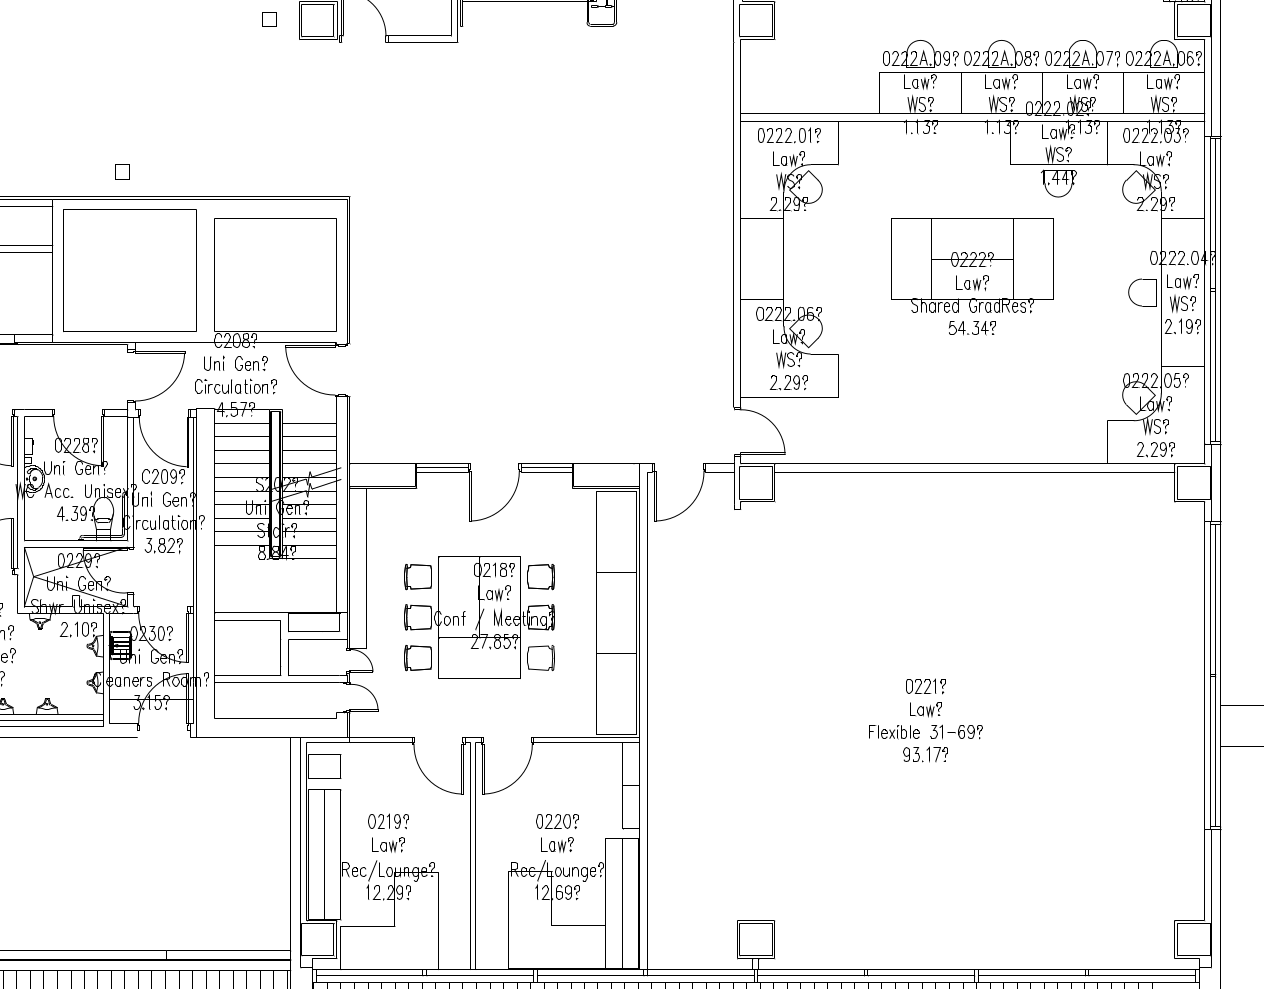 0222A.09?
Law?
WS?
1.13?
0222A.08?
Law?
WS?
1.13?
0222A.07?
Law?
WS?
1.13?
0222A.06?
Law?
WS?
1.13?
0222.01?
Law?
WS?
2.29?
0222.02?
Law?
WS?
1.44?
0222.03?
Law?
WS?
2.29?
0222?
Law?
Shared GradRes?
54.34?
0222.04?
Law?
WS?
2.19?
0222.06?
Law?
WS?
2.29?
0222.05?
Law?
WS?
2.29?
C208?
Uni Gen?
Circulation?
4.57?
0228?
Uni Gen?
WC Acc. Unisex?
4.39?
C209?
Uni Gen?
Circulation?
3.82?
Uni Gen?
Stair?
8.84?
0229?
Uni Gen?
Shwr Unisex?
2.10?
0230?
Uni Gen?
Cleaners Room?
3.15?
0218?
Law?
Conf / Meeting?
27.85?
0221?
Law?
Flexible 31-69?
93.17?
0219?
Law?
Rec/Lounge?
12.29?
0220?
Law?
Rec/Lounge?
12.69?